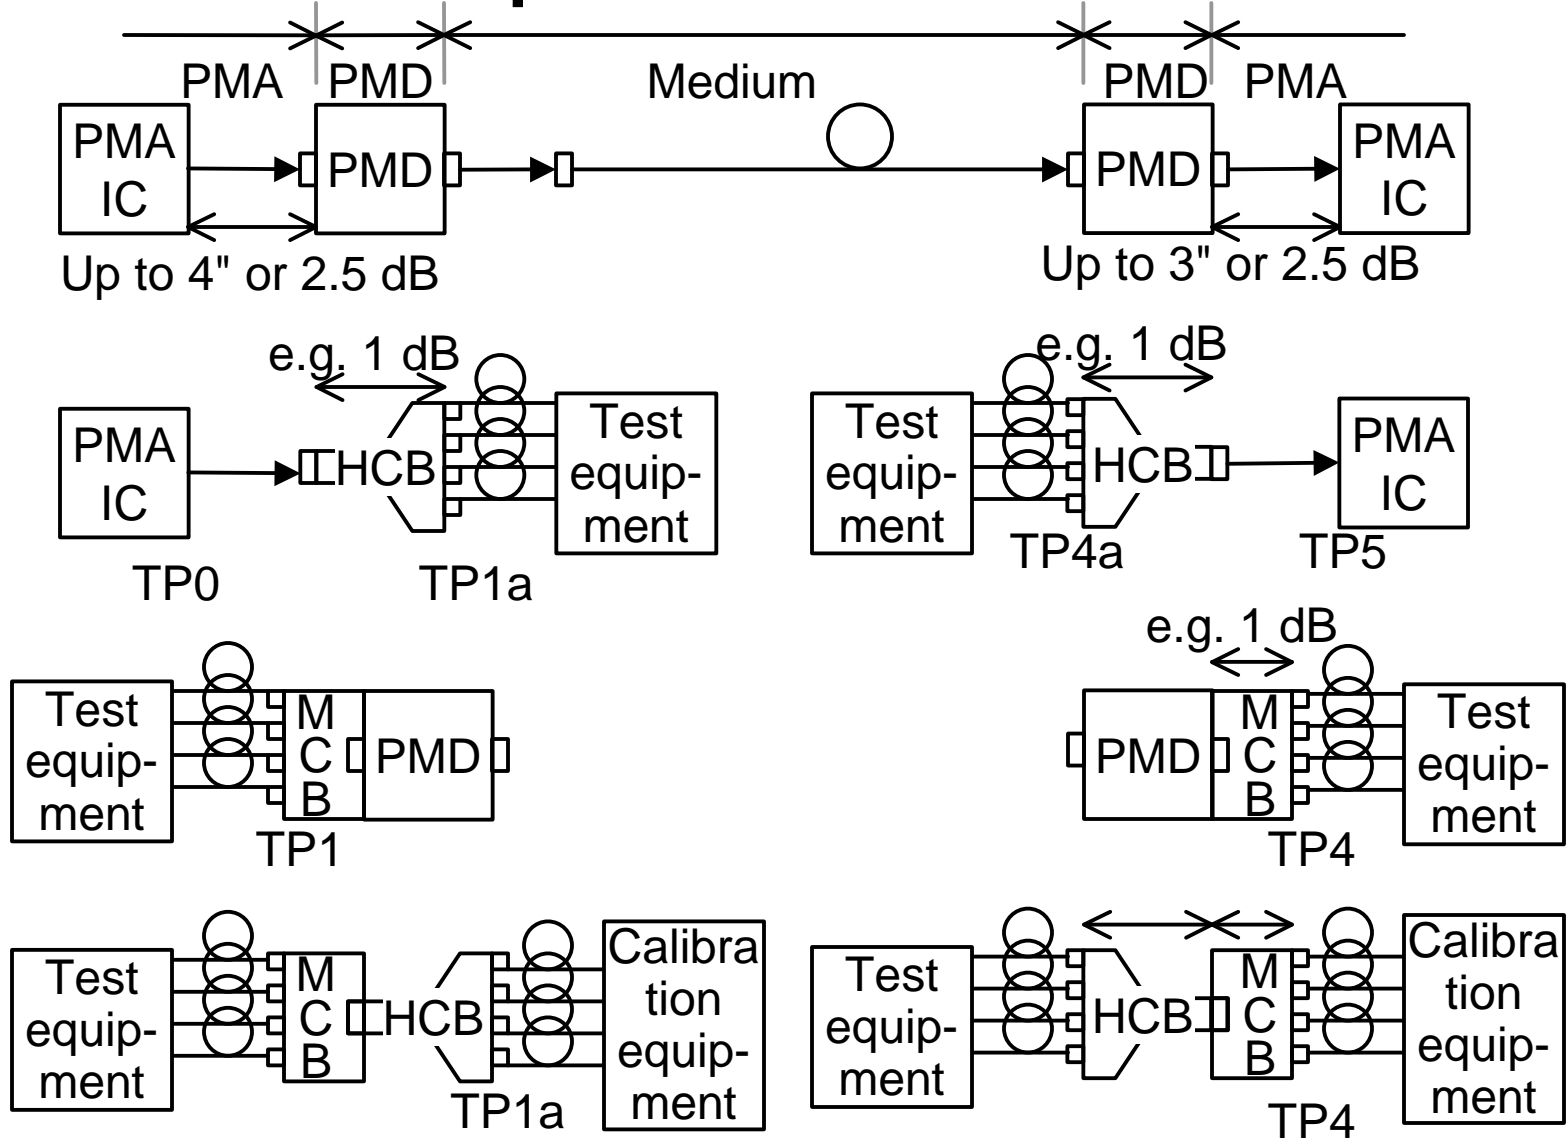 PMA PMD Medium PMD PMA
PMA
IC
PMD
PMD
PMA
IC
Up to 4" or 2.5 dB
Up to 3" or 2.5 dB
e.g. 1 dB
PMA
IC
HCB
Test
equip-
ment
TP0
TP1a
e.g. 1 dB
Test
equip-
ment
HCB
PMA
IC
TP4a
TP5
Test
equip-
ment
M
C
B
PMD
TP1
e.g. 1 dB
PMD
M
C
B
Test
equip-
ment
TP4
Test
equip-
ment
M
C
B
HCB
Calibra
tion
equip-
ment
TP1a
Test
equip-
ment
HCB
M
C
B
Calibra
tion
equip-
ment
TP4